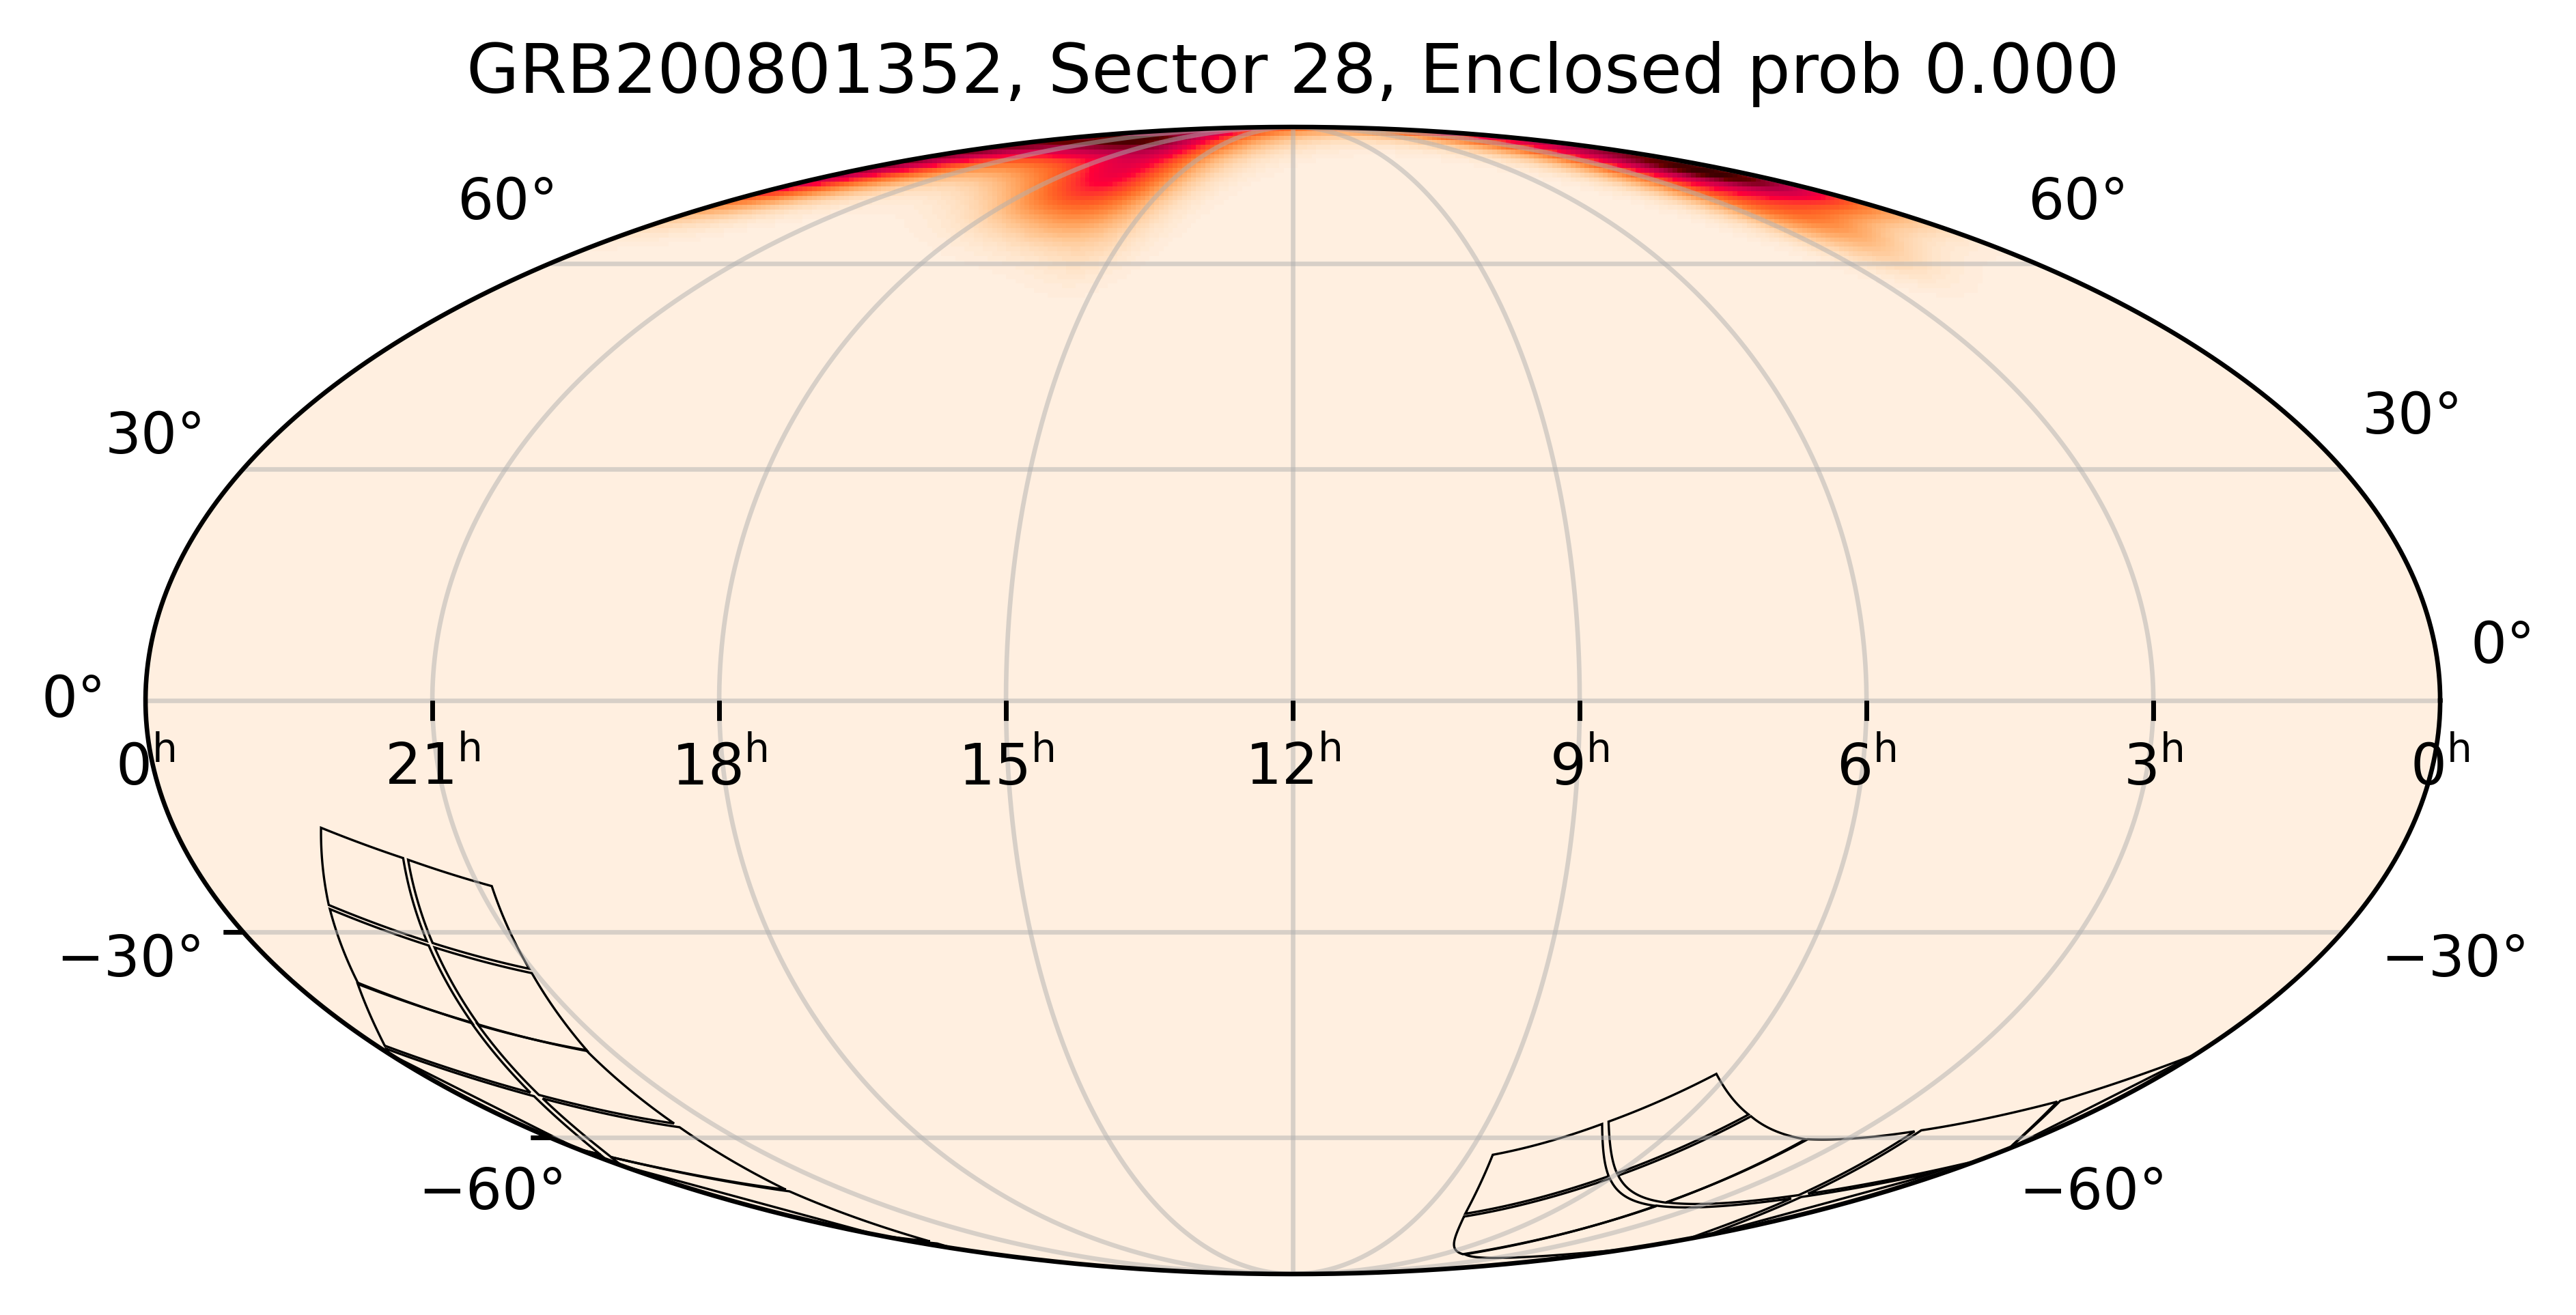 GRB200801352, Sector 28, Enclosed prob 0.000
60° 60°
30° 30°
0° 0°
0ʰ 21ʰ 18ʰ 15ʰ 12ʰ 9ʰ 6ʰ 3ʰ 0ʰ
−30° −30°
−60° −60°